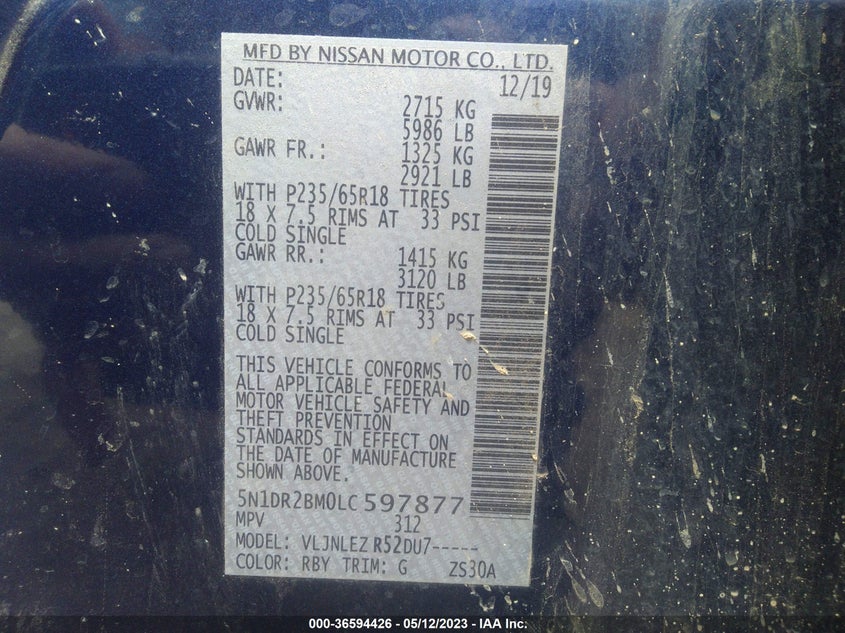 MFD BY NISSAN MOTOR CO., LTD.
DATE: 12/19
GVWR: 2715 KG
5986 LB
GAWR FR.: 1325 KG
2921 LB
WITH P235/65R18 TIRES
18 X 7.5 RIMS AT 33 PSI
COLD SINGLE
GAWR RR.: 1415 KG
3120 LB
WITH P235/65R18 TIRES
18 X 7.5 RIMS AT 33 PSI
COLD SINGLE
THIS VEHICLE CONFORMS TO
ALL APPLICABLE FEDERAL
MOTOR VEHICLE SAFETY AND
THEFT PREVENTION
STANDARDS IN EFFECT ON
THE DATE OF MANUFACTURE
SHOWN ABOVE.
5N1DR2BM0LC597877
MPV 312
MODEL: VLJNLEZ R52DU7-----
COLOR: RBY TRIM: G ZS30A
000-36594426 - 05/12/2023 - IAA Inc.